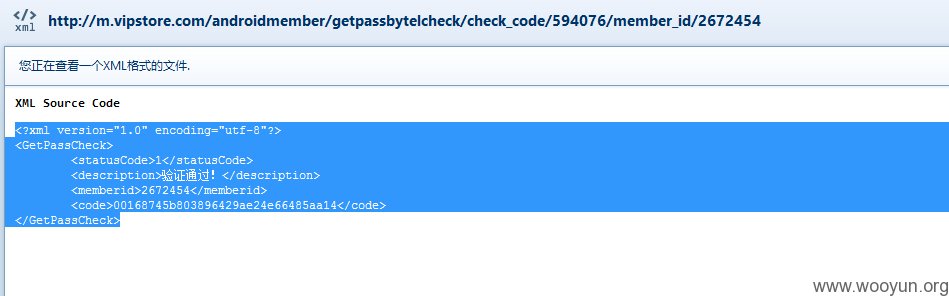 http://m.vipstore.com/androidmember/getpassbytelcheck/check_code/594076/member_id/2672454
xml
您正在查看一个XML格式的文件.
XML Source Code
<?xml version="1.0" encoding="utf-8"?>
<GetPassCheck>
<statusCode>1</statusCode>
<description>验证通过!</description>
<memberid>2672454</memberid>
<code>00168745b803896429ae24e66485aa14</code>
</GetPassCheck>
www.wooyun.org